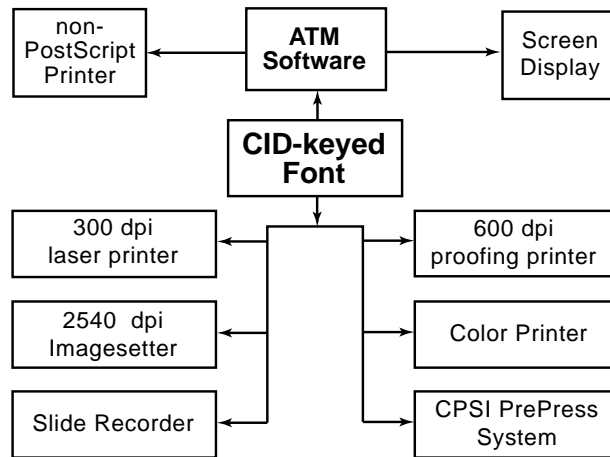 non-
PostScript
Printer
ATM
Software
Screen
Display
CID-keyed
Font
300 dpi
laser printer
600 dpi
proofing printer
2540 dpi
Imagesetter
Color Printer
Slide Recorder
CPSI PrePress
System